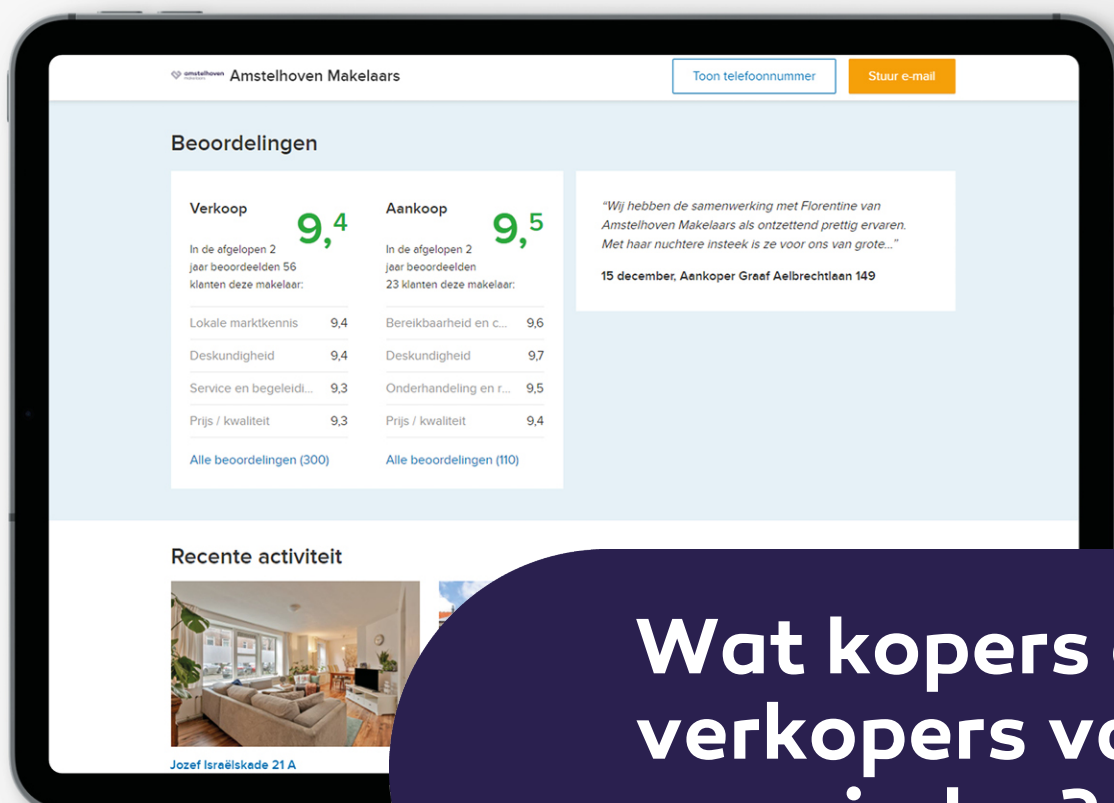 amstelhoven
Amstelhoven Makelaars
Toon telefoonnummer
Stuur e-mail
Beoordelingen
Verkoop
9,4
In de afgelopen 2
jaar beoordeelden 56
klanten deze makelaar:
Lokale marktkennis 9,4
Deskundigheid 9,4
Service en begeleidi... 9,3
Prijs / kwaliteit 9,3
Alle beoordelingen (300)
Aankoop
9,5
In de afgelopen 2
jaar beoordeelden
23 klanten deze makelaar:
Bereikbaarheid en c... 9,6
Deskundigheid 9,7
Onderhandeling en r... 9,5
Prijs / kwaliteit 9,4
Alle beoordelingen (110)
“Wij hebben de samenwerking met Florentine van
Amstelhoven Makelaars als ontzettend prettig ervaren.
Met haar nuchtere insteek is ze voor ons van grote...”
15 december, Aankoper Graaf Aelbrechtlaan 149
Recente activiteit
Jozef Israëlskade 21 A
Wat kopers
verkopers